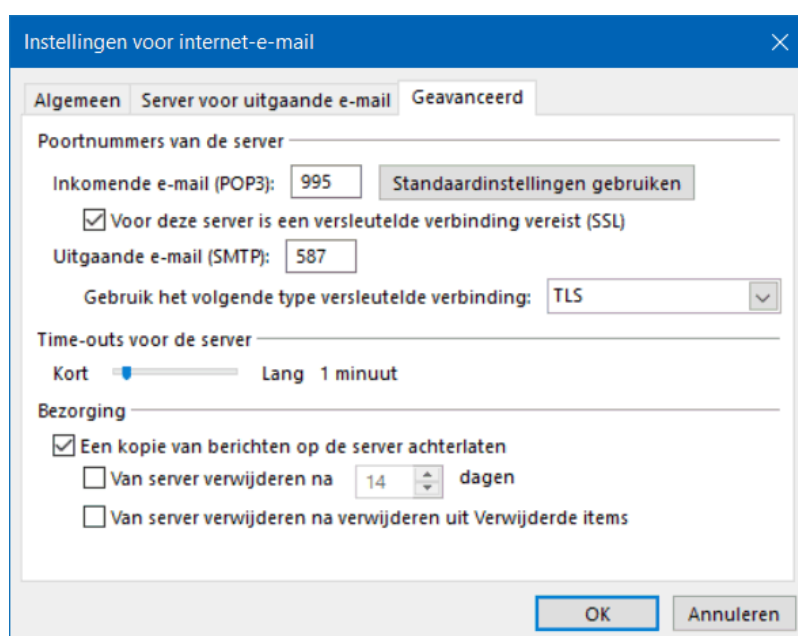 Instellingen voor internet-e-mail
Algemeen Server voor uitgaande e-mail Geavanceerd
Poortnummers van de server
Inkomende e-mail (POP3): 995 Standaardinstellingen gebruiken
Voor deze server is een versleutelde verbinding vereist (SSL)
Uitgaande e-mail (SMTP): 587
Gebruik het volgende type versleutelde verbinding: TLS
Time-outs voor de server
Kort Lang 1 minuut
Bezorging
Een kopie van berichten op de server achterlaten
Van server verwijderen na 14 dagen
Van server verwijderen na verwijderen uit Verwijderde items
OK Annuleren